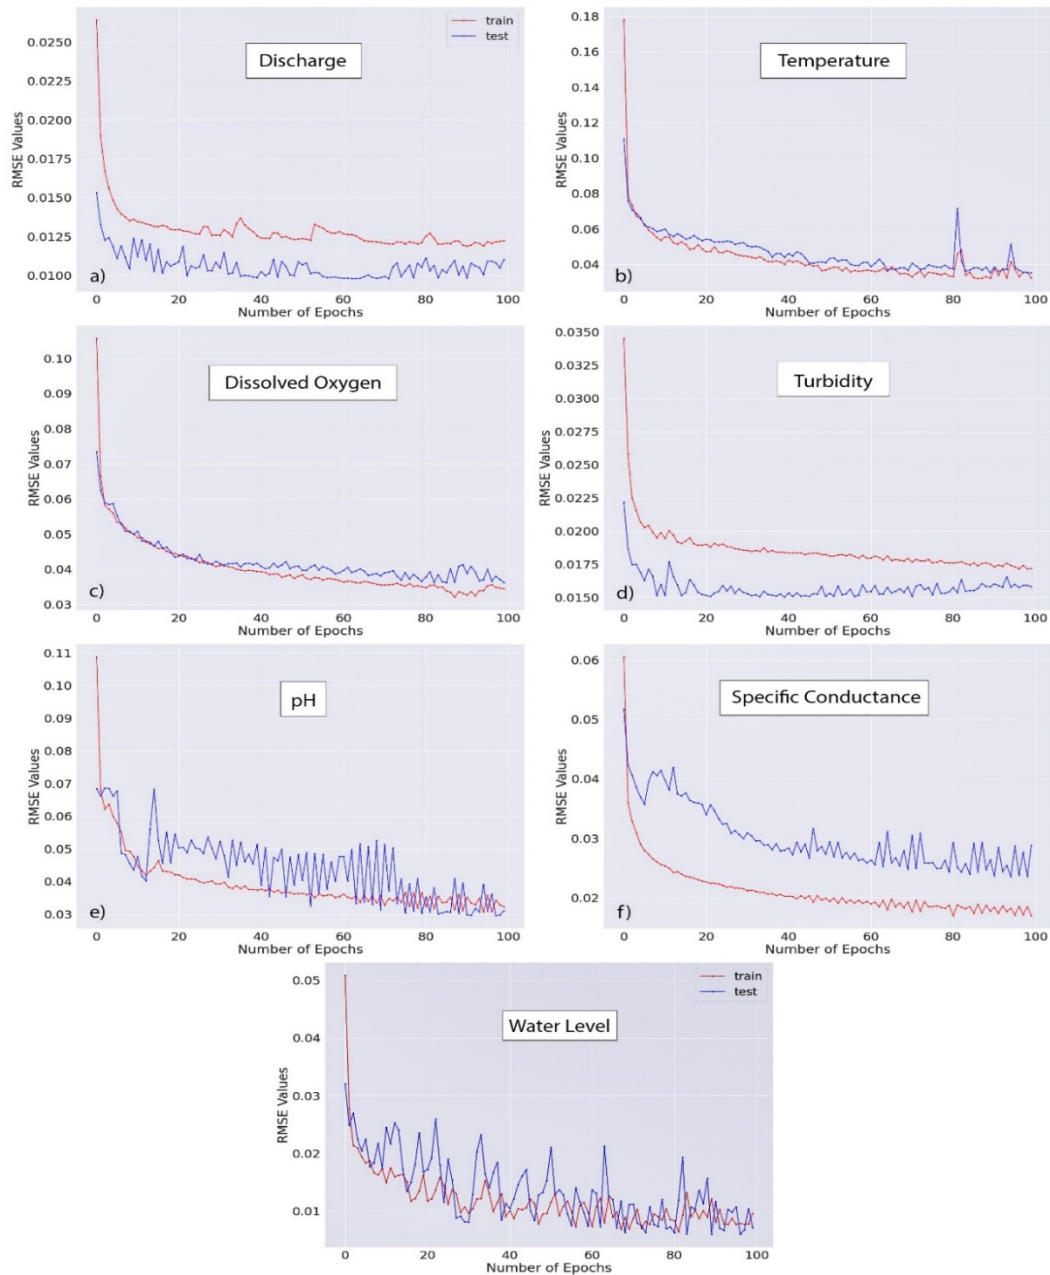 train
test
Discharge
RMSE Values
0.0250
0.0225
0.0200
0.0175
0.0150
0.0125
0.0100
a)
0 20 40 60 80 100
Number of Epochs
Temperature
RMSE Values
0.18
0.16
0.14
0.12
0.10
0.08
0.06
0.04
b)
0 20 40 60 80 100
Number of Epochs
Dissolved Oxygen
RMSE Values
0.10
0.09
0.08
0.07
0.06
0.05
0.04
0.03
c)
0 20 40 60 80 100
Number of Epochs
Turbidity
RMSE Values
0.0350
0.0325
0.0300
0.0275
0.0250
0.0225
0.0200
0.0175
0.0150
d)
0 20 40 60 80 100
Number of Epochs
pH
RMSE Values
0.11
0.10
0.09
0.08
0.07
0.06
0.05
0.04
0.03
e)
0 20 40 60 80 100
Number of Epochs
Specific Conductance
RMSE Values
0.06
0.05
0.04
0.03
0.02
f)
0 20 40 60 80 100
Number of Epochs
train
test
Water Level
RMSE Values
0.05
0.04
0.03
0.02
0.01
0 20 40 60 80 100
Number of Epochs